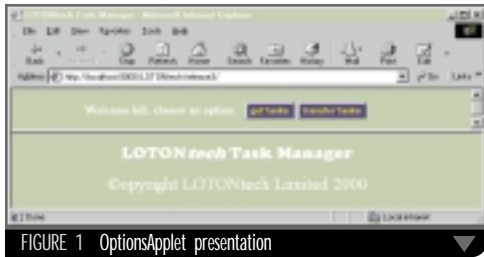 LOTONtech Task Manager - Microsoft Internet Explorer
File Edit View Favorites Tools Help
Back Stop Refresh Home Search Favorites History Mail Print Edit
Address
Go Links
Welcome bill, choose an option: get tasks transfer tasks
LOTONtech Task Manager
©opyright LOTONtech Limited 2000
Done Local intranet
FIGURE 1 OptionsApplet presentation